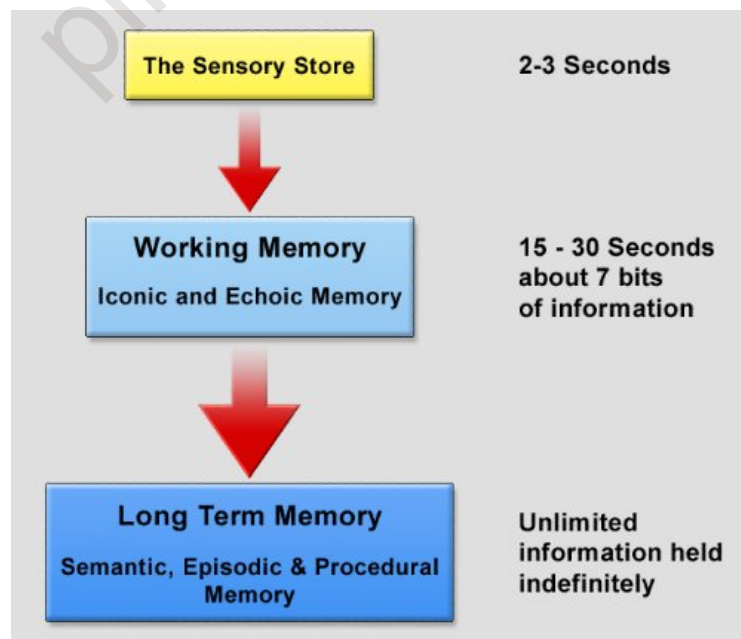 The Sensory Store
2-3 Seconds
Working Memory
Iconic and Echoic Memory
15 - 30 Seconds
about 7 bits
of information
Long Term Memory
Semantic, Episodic & Procedural
Memory
Unlimited
information held
indefinitely